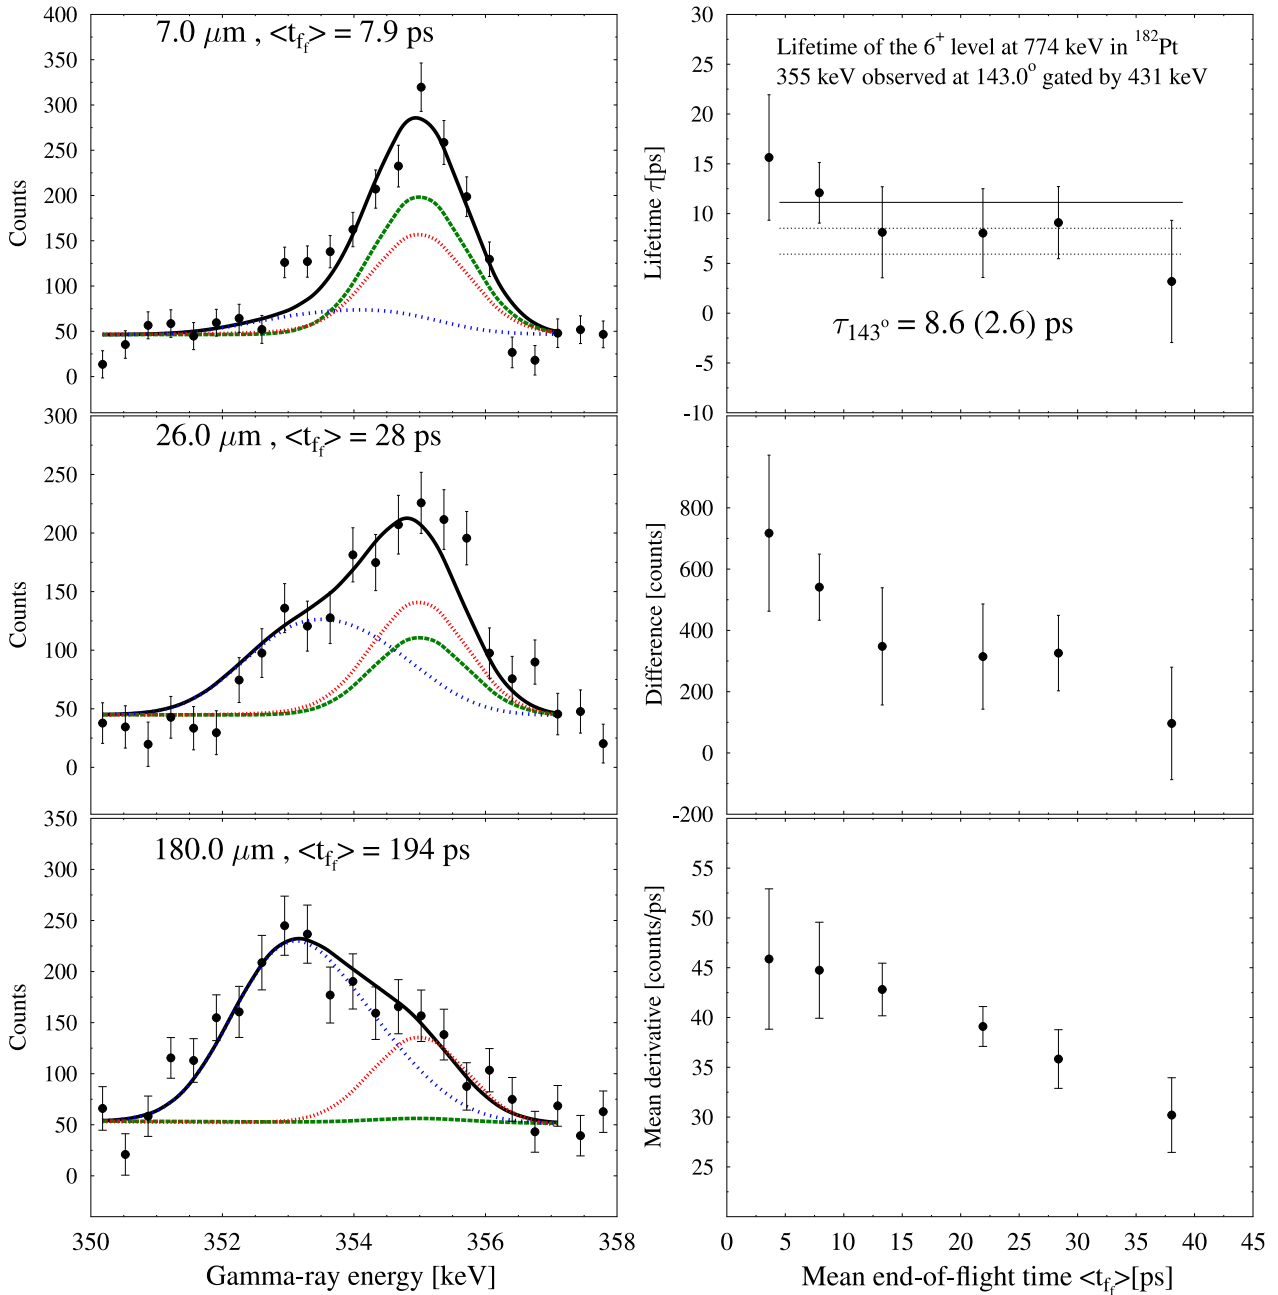 7.0 μm , <t_f_f> = 7.9 ps
400
350
300
250
200
150
100
50
0
Counts
26.0 μm , <t_f_f> = 28 ps
300
250
200
150
100
50
0
Counts
180.0 μm , <t_f_f> = 194 ps
350
300
250
200
150
100
50
0
Counts
350 352 354 356 358
Gamma-ray energy [keV]
Lifetime of the 6⁺ level at 774 keV in ¹⁸²Pt
355 keV observed at 143.0° gated by 431 keV
30
25
20
15
10
5
0
-5
-10
Lifetime τ[ps]
τ₁₄₃° = 8.6 (2.6) ps
800
600
400
200
0
-200
Difference [counts]
55
50
45
40
35
30
25
Mean derivative [counts/ps]
0 5 10 15 20 25 30 35 40 45
Mean end-of-flight time <t_f_f>[ps]